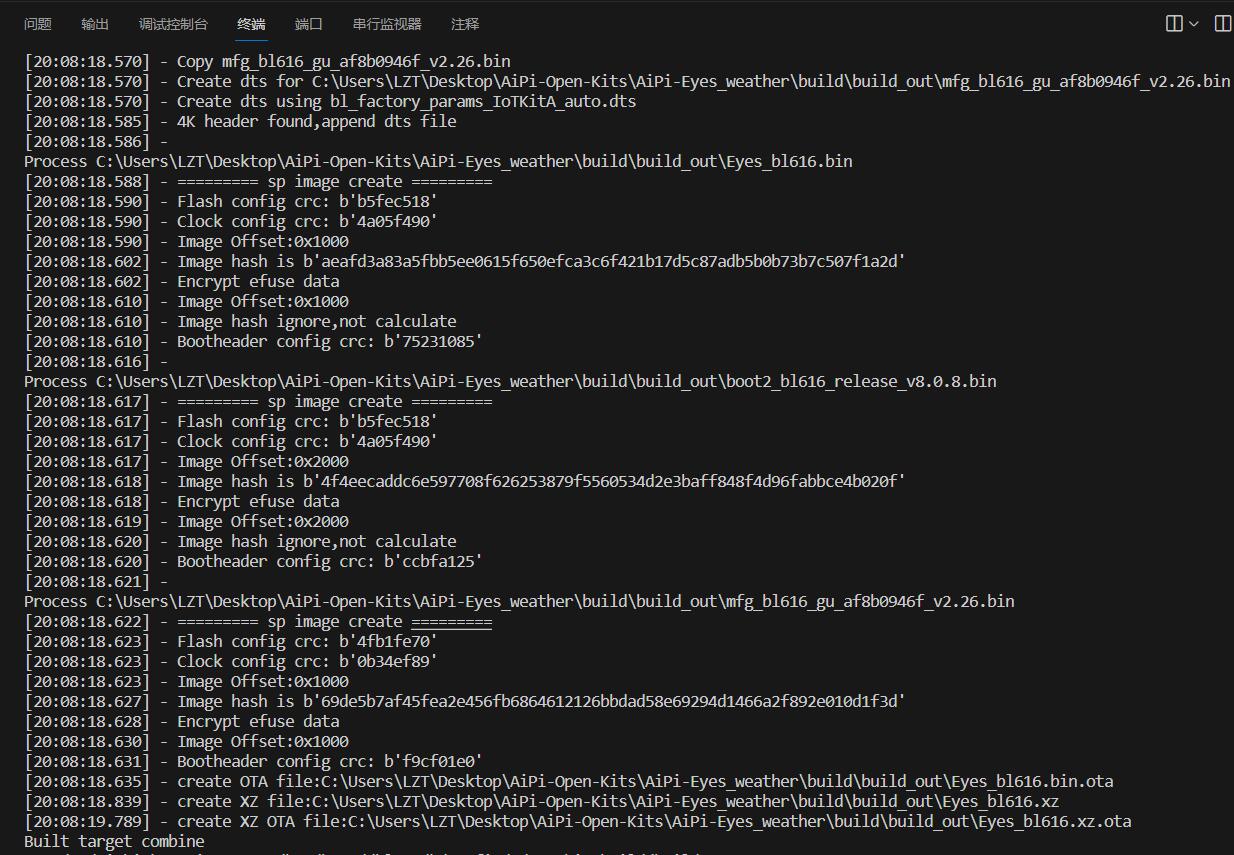 问题 输出 调试控制台 终端 端口 串行监视器 注释
[20:08:18.570] - Copy mfg_bl616_gu_af8b0946f_v2.26.bin
[20:08:18.570] - Create dts for C:\Users\LZT\Desktop\AiPi-Open-Kits\AiPi-Eyes_weather\build\build_out\mfg_bl616_gu_af8b0946f_v2.26.bin
[20:08:18.570] - Create dts using bl_factory_params_IoTKitA_auto.dts
[20:08:18.585] - 4K header found,append dts file
[20:08:18.586] -
Process C:\Users\LZT\Desktop\AiPi-Open-Kits\AiPi-Eyes_weather\build\build_out\Eyes_bl616.bin
[20:08:18.588] - ========= sp image create =========
[20:08:18.590] - Flash config crc: b'b5fec518'
[20:08:18.590] - Clock config crc: b'4a05f490'
[20:08:18.590] - Image Offset:0x1000
[20:08:18.602] - Image hash is b'aeafd3a83a5fbb5ee0615f650efca3c6f421b17d5c87adb5b0b73b7c507f1a2d'
[20:08:18.602] - Encrypt efuse data
[20:08:18.610] - Image Offset:0x1000
[20:08:18.610] - Image hash ignore,not calculate
[20:08:18.610] - Bootheader config crc: b'75231085'
[20:08:18.616] -
Process C:\Users\LZT\Desktop\AiPi-Open-Kits\AiPi-Eyes_weather\build\build_out\boot2_bl616_release_v8.0.8.bin
[20:08:18.617] - ========= sp image create =========
[20:08:18.617] - Flash config crc: b'b5fec518'
[20:08:18.617] - Clock config crc: b'4a05f490'
[20:08:18.617] - Image Offset:0x2000
[20:08:18.618] - Image hash is b'4f4eecaddc6e597708f626253879f5560534d2e3baff848f4d96fabbce4b020f'
[20:08:18.618] - Encrypt efuse data
[20:08:18.619] - Image Offset:0x2000
[20:08:18.620] - Image hash ignore,not calculate
[20:08:18.620] - Bootheader config crc: b'ccbfa125'
[20:08:18.621] -
Process C:\Users\LZT\Desktop\AiPi-Open-Kits\AiPi-Eyes_weather\build\build_out\mfg_bl616_gu_af8b0946f_v2.26.bin
[20:08:18.622] - ========= sp image create =========
[20:08:18.623] - Flash config crc: b'4fb1fe70'
[20:08:18.623] - Clock config crc: b'0b34ef89'
[20:08:18.623] - Image Offset:0x1000
[20:08:18.627] - Image hash is b'69de5b7af45fea2e456fb6864612126bbdad58e69294d1466a2f892e010d1f3d'
[20:08:18.628] - Encrypt efuse data
[20:08:18.630] - Image Offset:0x1000
[20:08:18.631] - Bootheader config crc: b'f9cf01e0'
[20:08:18.635] - create OTA file:C:\Users\LZT\Desktop\AiPi-Open-Kits\AiPi-Eyes_weather\build\build_out\Eyes_bl616.bin.ota
[20:08:18.839] - create XZ file:C:\Users\LZT\Desktop\AiPi-Open-Kits\AiPi-Eyes_weather\build\build_out\Eyes_bl616.xz
[20:08:19.789] - create XZ OTA file:C:\Users\LZT\Desktop\AiPi-Open-Kits\AiPi-Eyes_weather\build\build_out\Eyes_bl616.xz.ota
Built target combine